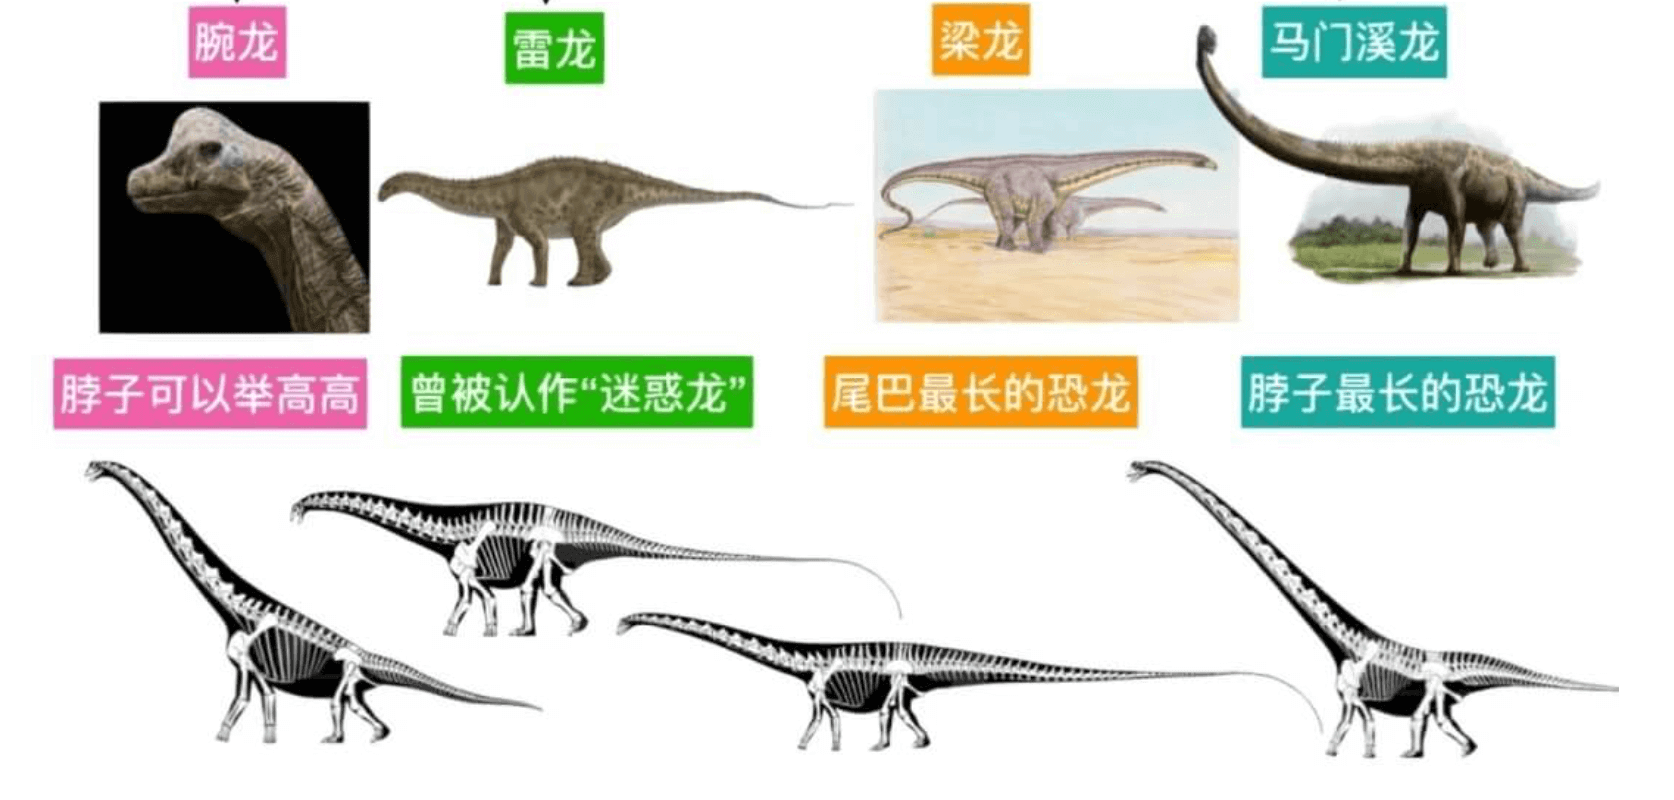 腕龙
雷龙
梁龙
马门溪龙
脖子可以举高高
曾被认作“迷惑龙”
尾巴最长的恐龙
脖子最长的恐龙